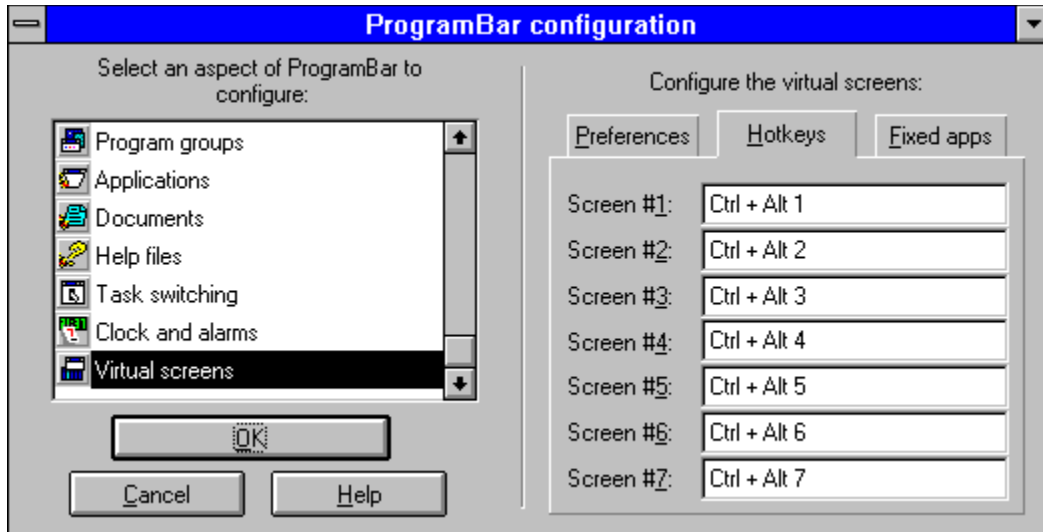 ProgramBar configuration
Select an aspect of ProgramBar to
configure:
Program groups
Applications
Documents
Help files
Task switching
Clock and alarms
Virtual screens
OK
Cancel Help
Configure the virtual screens:
Preferences Hotkeys Fixed apps
Screen #1: Ctrl + Alt 1
Screen #2: Ctrl + Alt 2
Screen #3: Ctrl + Alt 3
Screen #4: Ctrl + Alt 4
Screen #5: Ctrl + Alt 5
Screen #6: Ctrl + Alt 6
Screen #7: Ctrl + Alt 7